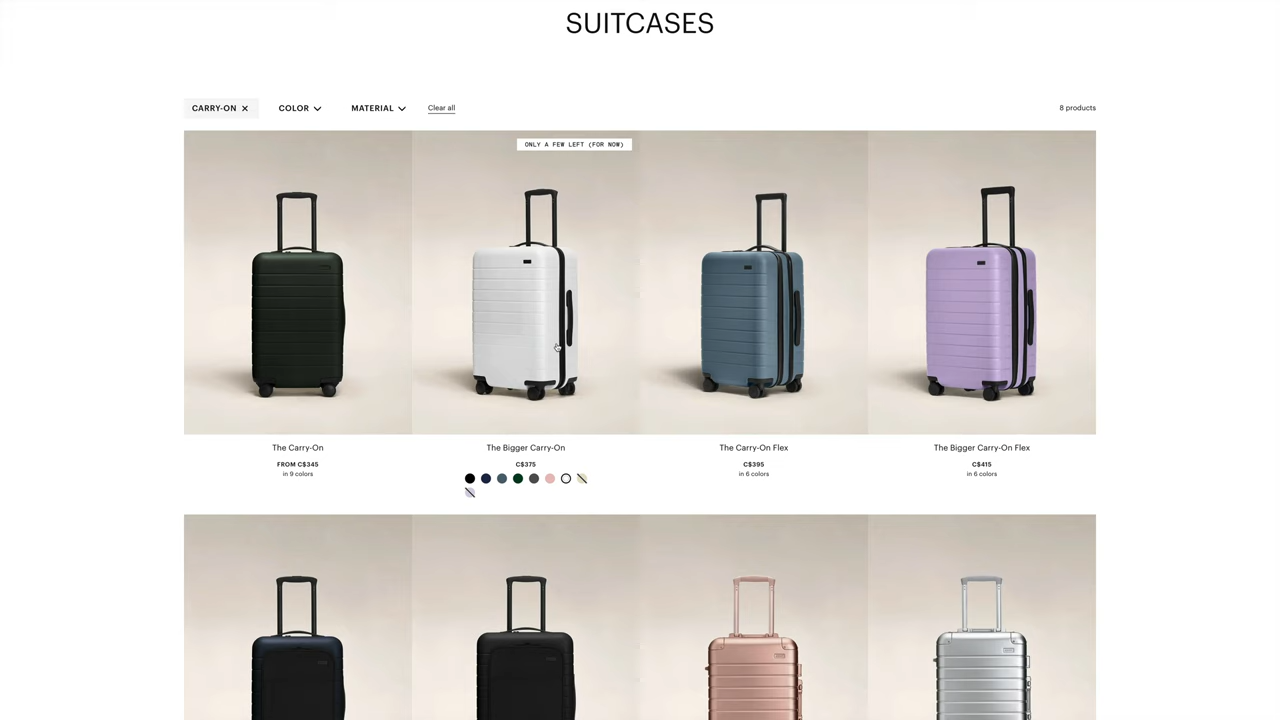 SUITCASES
CARRY-ON ✕ COLOR MATERIAL Clear all 8 products
ONLY A FEW LEFT (FOR NOW)
The Carry-On
FROM C$345
in 9 colors
The Bigger Carry-On
C$375
The Carry-On Flex
C$395
in 6 colors
The Bigger Carry-On Flex
C$415
in 6 colors